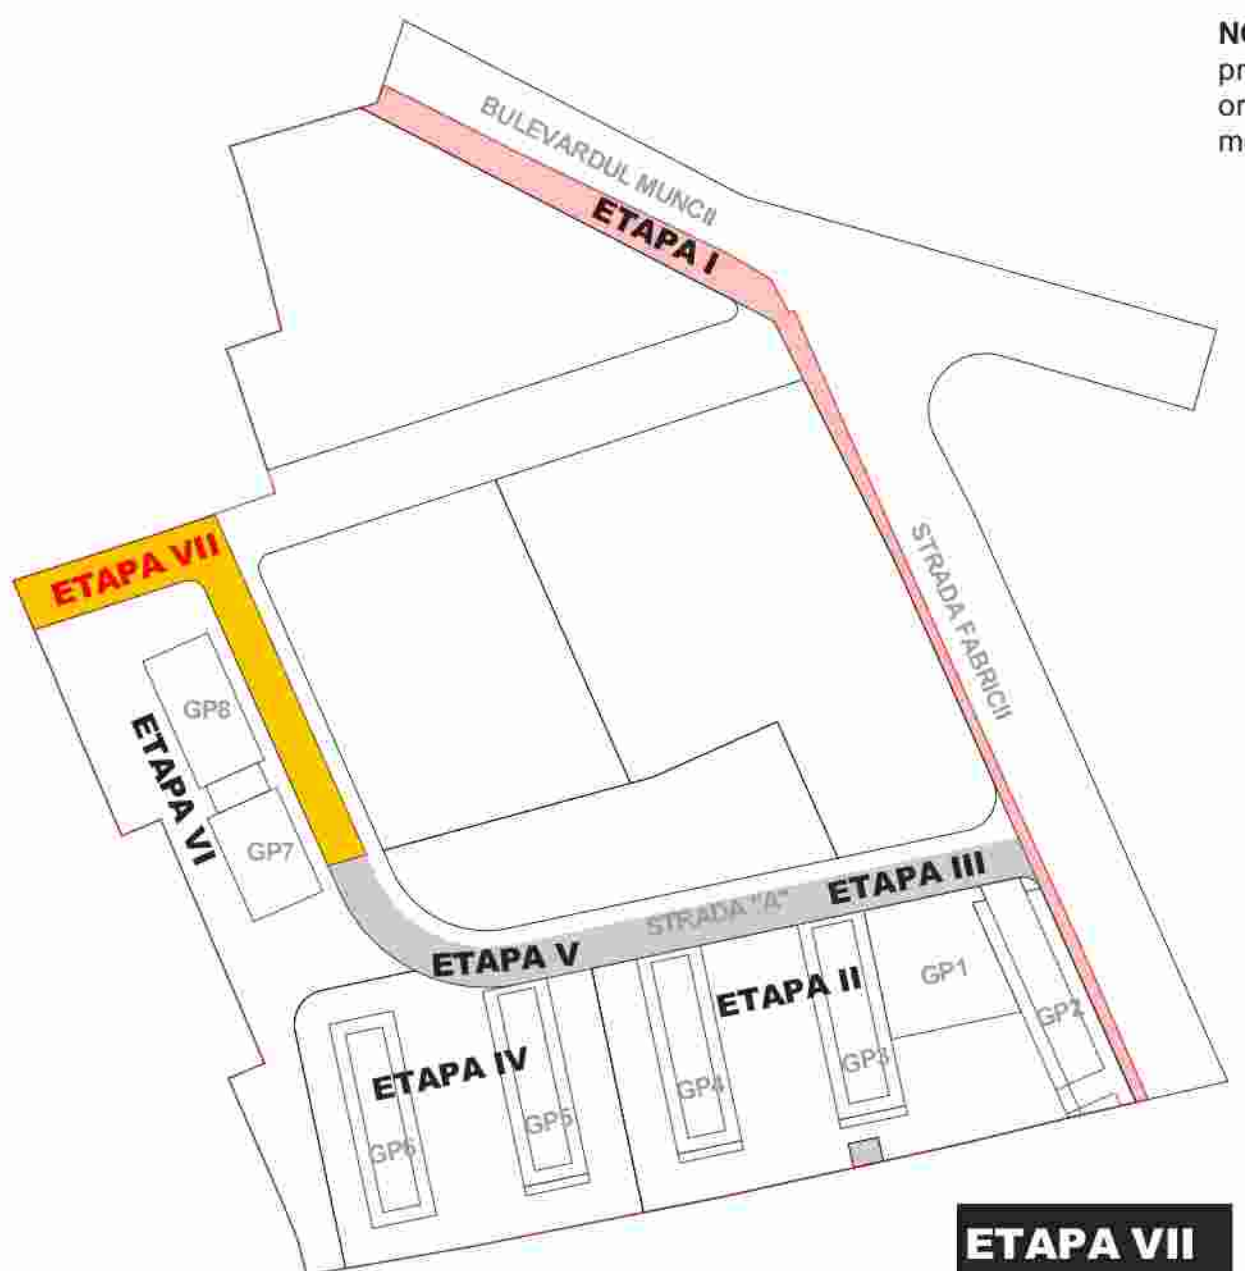 BULEVARDUL MUNCII
ETAPA I
STRADA FABRICII
ETAPA VII
GP8
ETAPA VI
GP7
ETAPA III
STRADA "A"
ETAPA V
GP1
ETAPA II
GP2
ETAPA IV
GP3
GP4
GP5
GP6
ETAPA VII